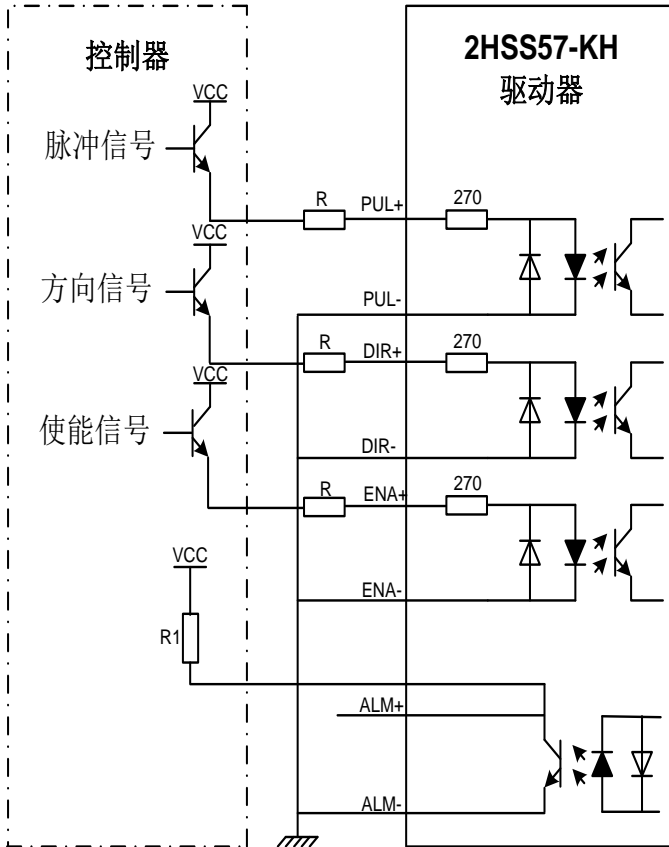 控制器
2HSS57-KH
驱动器
VCC
脉冲信号
R
PUL+
270
VCC
方向信号
PUL-
R
DIR+
270
VCC
使能信号
DIR-
R
ENA+
270
VCC
ENA-
R1
ALM+
ALM-